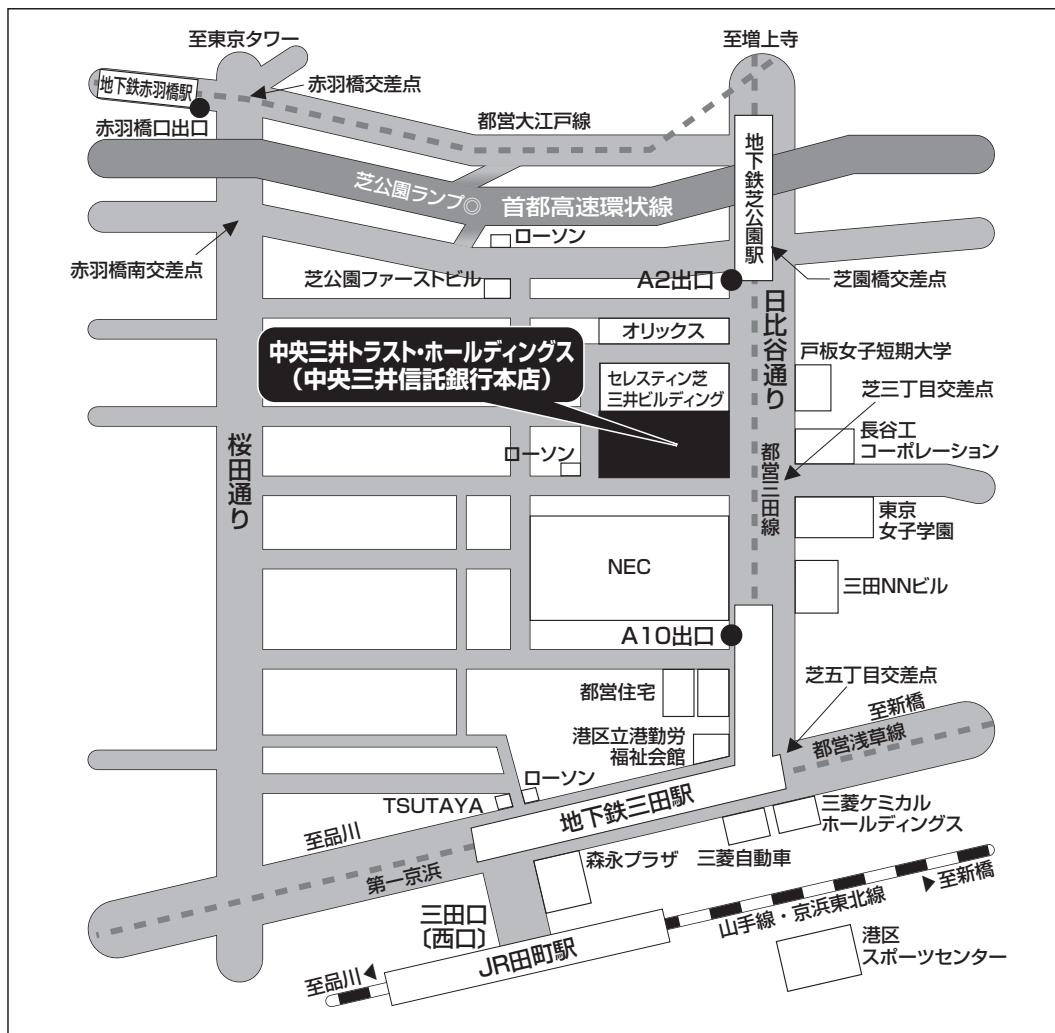 至東京タワー
至増上寺
地下鉄赤羽橋駅
赤羽橋交差点
赤羽橋口出口
都営大江戸線
地下鉄芝公園駅
芝公園ランプ◎
首都高速環状線
ローソン
赤羽橋南交差点
芝公園ファーストビル
A2出口
芝園橋交差点
日比谷通り
オリックス
中央三井トラスト・ホールディングス
(中央三井信託銀行本店)
セレスティン芝
三井ビルディング
戸板女子短期大学
芝三丁目交差点
桜田通り
ローソン
都営三田線
長谷工
コーポレーション
東京
女子学園
NEC
三田NNビル
A10出口
都営住宅
芝五丁目交差点
至新橋
都営浅草線
港区立港勤労
福祉会館
ローソン
TSUTAYA
地下鉄三田駅
三菱ケミカル
ホールディングス
至品川
第一京浜
森永プラザ
三菱自動車
至新橋
山手線・京浜東北線
三田口
〔西口〕
JR田町駅
港区
スポーツセンター
至品川